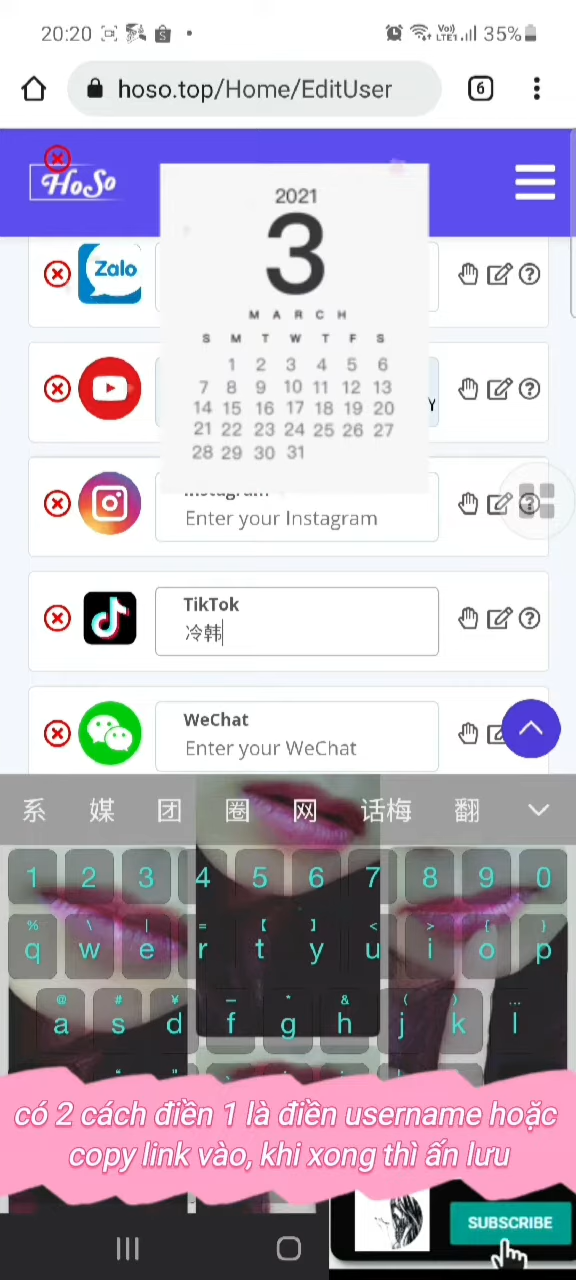 20:20
Vo))
LTE1
35%
hoso.top/Home/EditUser
6
HoSo
2021
3
MARCH
S M T W T F S
1 2 3 4 5 6
7 8 9 10 11 12 13
14 15 16 17 18 19 20
21 22 23 24 25 26 27
28 29 30 31
Zalo
Y
Instagram
Enter your Instagram
TikTok
冷韩
WeChat
Enter your WeChat
系 媒 团 圈 网 话梅 翻
1 2 3 4 5 6 7 8 9 0
% \ | = [ ] < > { }
q w e r t y u i o p
@ # ¥ — * & ( ) ...
a s d f g h j k l
có 2 cách điền 1 là điền username hoặc
copy link vào, khi xong thì ấn lưu
SUBSCRIBE